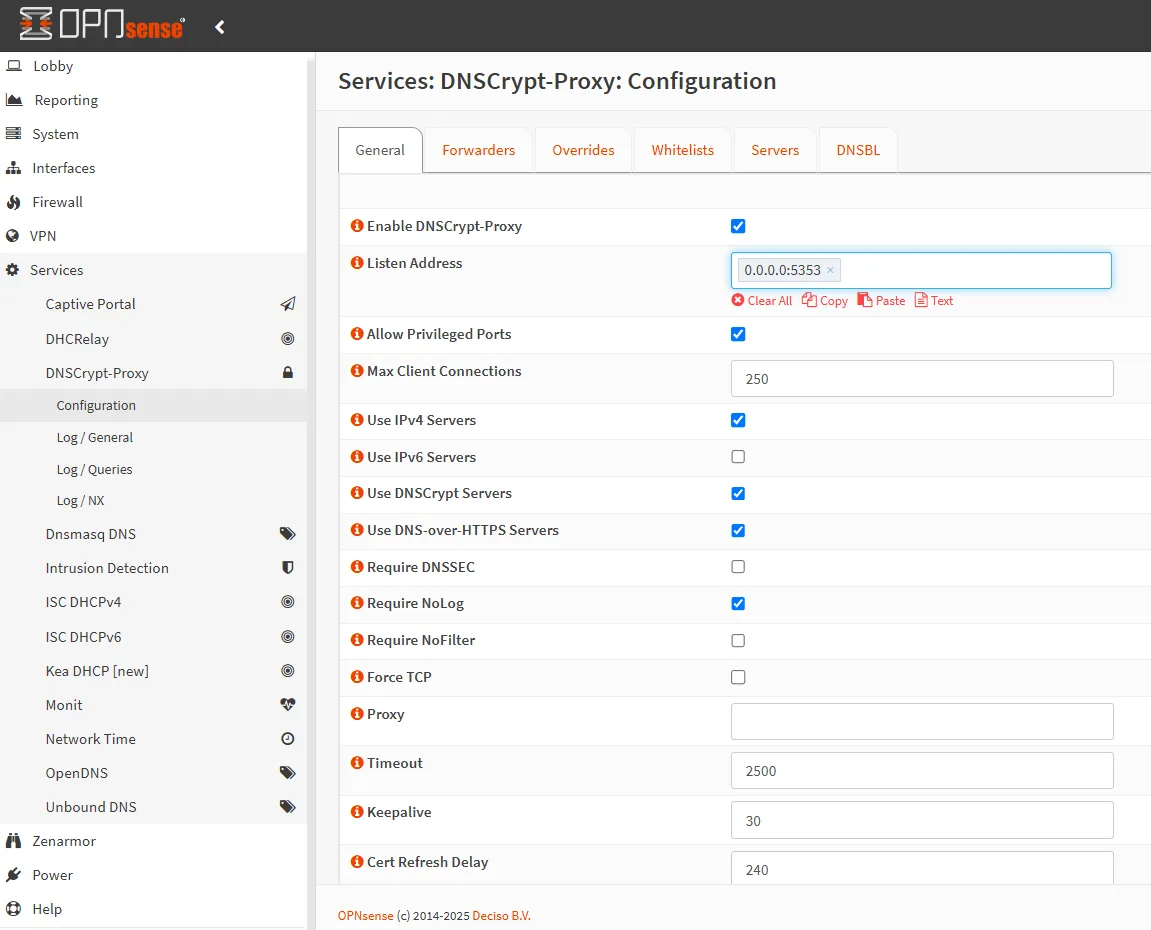 OPNsense
Lobby
Reporting
System
Interfaces
Firewall
VPN
Services
Captive Portal
DHCRelay
DNSCrypt-Proxy
Configuration
Log / General
Log / Queries
Log / NX
Dnsmasq DNS
Intrusion Detection
ISC DHCPv4
ISC DHCPv6
Kea DHCP [new]
Monit
Network Time
OpenDNS
Unbound DNS
Zenarmor
Power
Help
Services: DNSCrypt-Proxy: Configuration
General Forwarders Overrides Whitelists Servers DNSBL
Enable DNSCrypt-Proxy
Listen Address 0.0.0.0:5353 ×
Clear All Copy Paste Text
Allow Privileged Ports
Max Client Connections 250
Use IPv4 Servers
Use IPv6 Servers
Use DNSCrypt Servers
Use DNS-over-HTTPS Servers
Require DNSSEC
Require NoLog
Require NoFilter
Force TCP
Proxy
Timeout 2500
Keepalive 30
Cert Refresh Delay 240
OPNsense (c) 2014-2025 Deciso B.V.